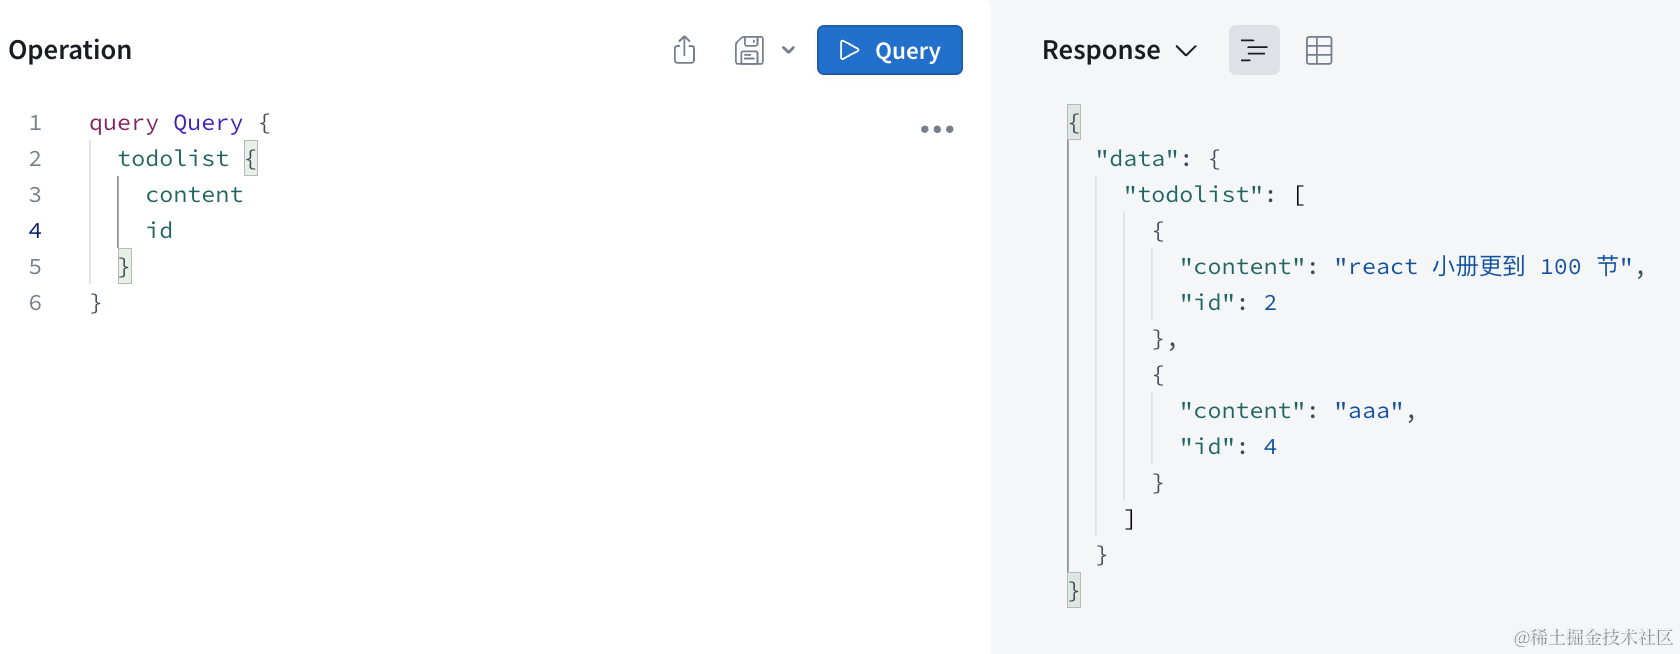 Operation
Query
1 query Query {
2 todolist {
3 content
4 id
5 }
6 }
Response
{
"data": {
"todolist": [
{
"content": "react 小册更到 100 节",
"id": 2
},
{
"content": "aaa",
"id": 4
}
]
}
}
@稀土掘金技术社区